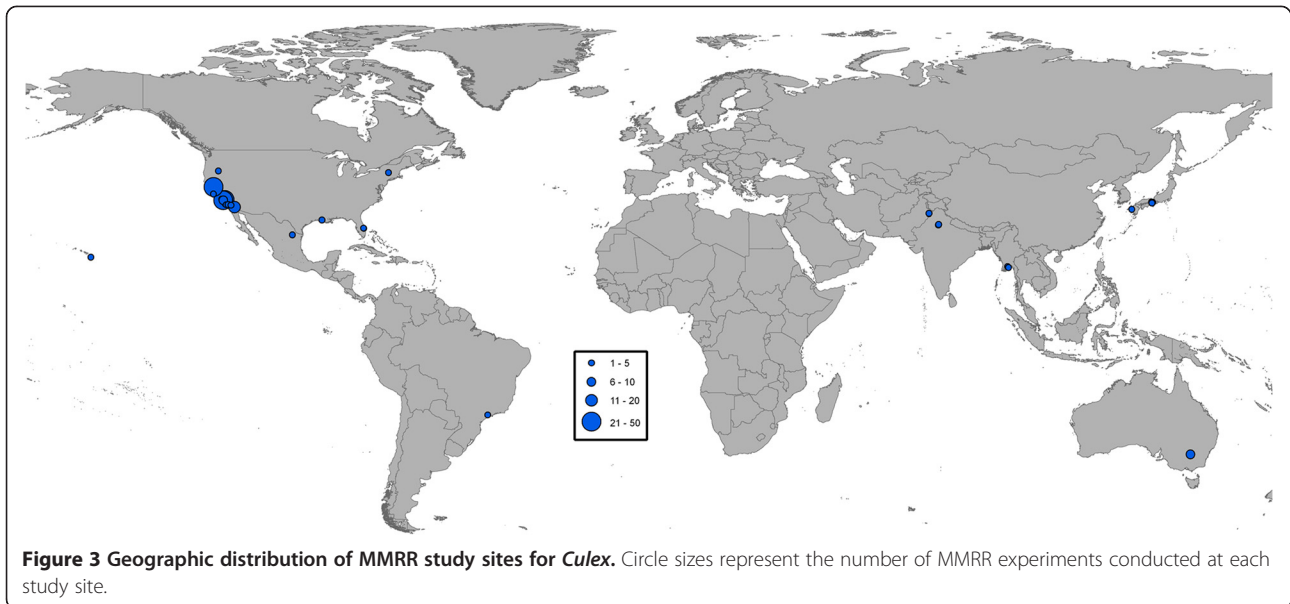 1 - 5
6 - 10
11 - 20
21 - 50
Figure 3 Geographic distribution of MMRR study sites for Culex. Circle sizes represent the number of MMRR experiments conducted at each
study site.